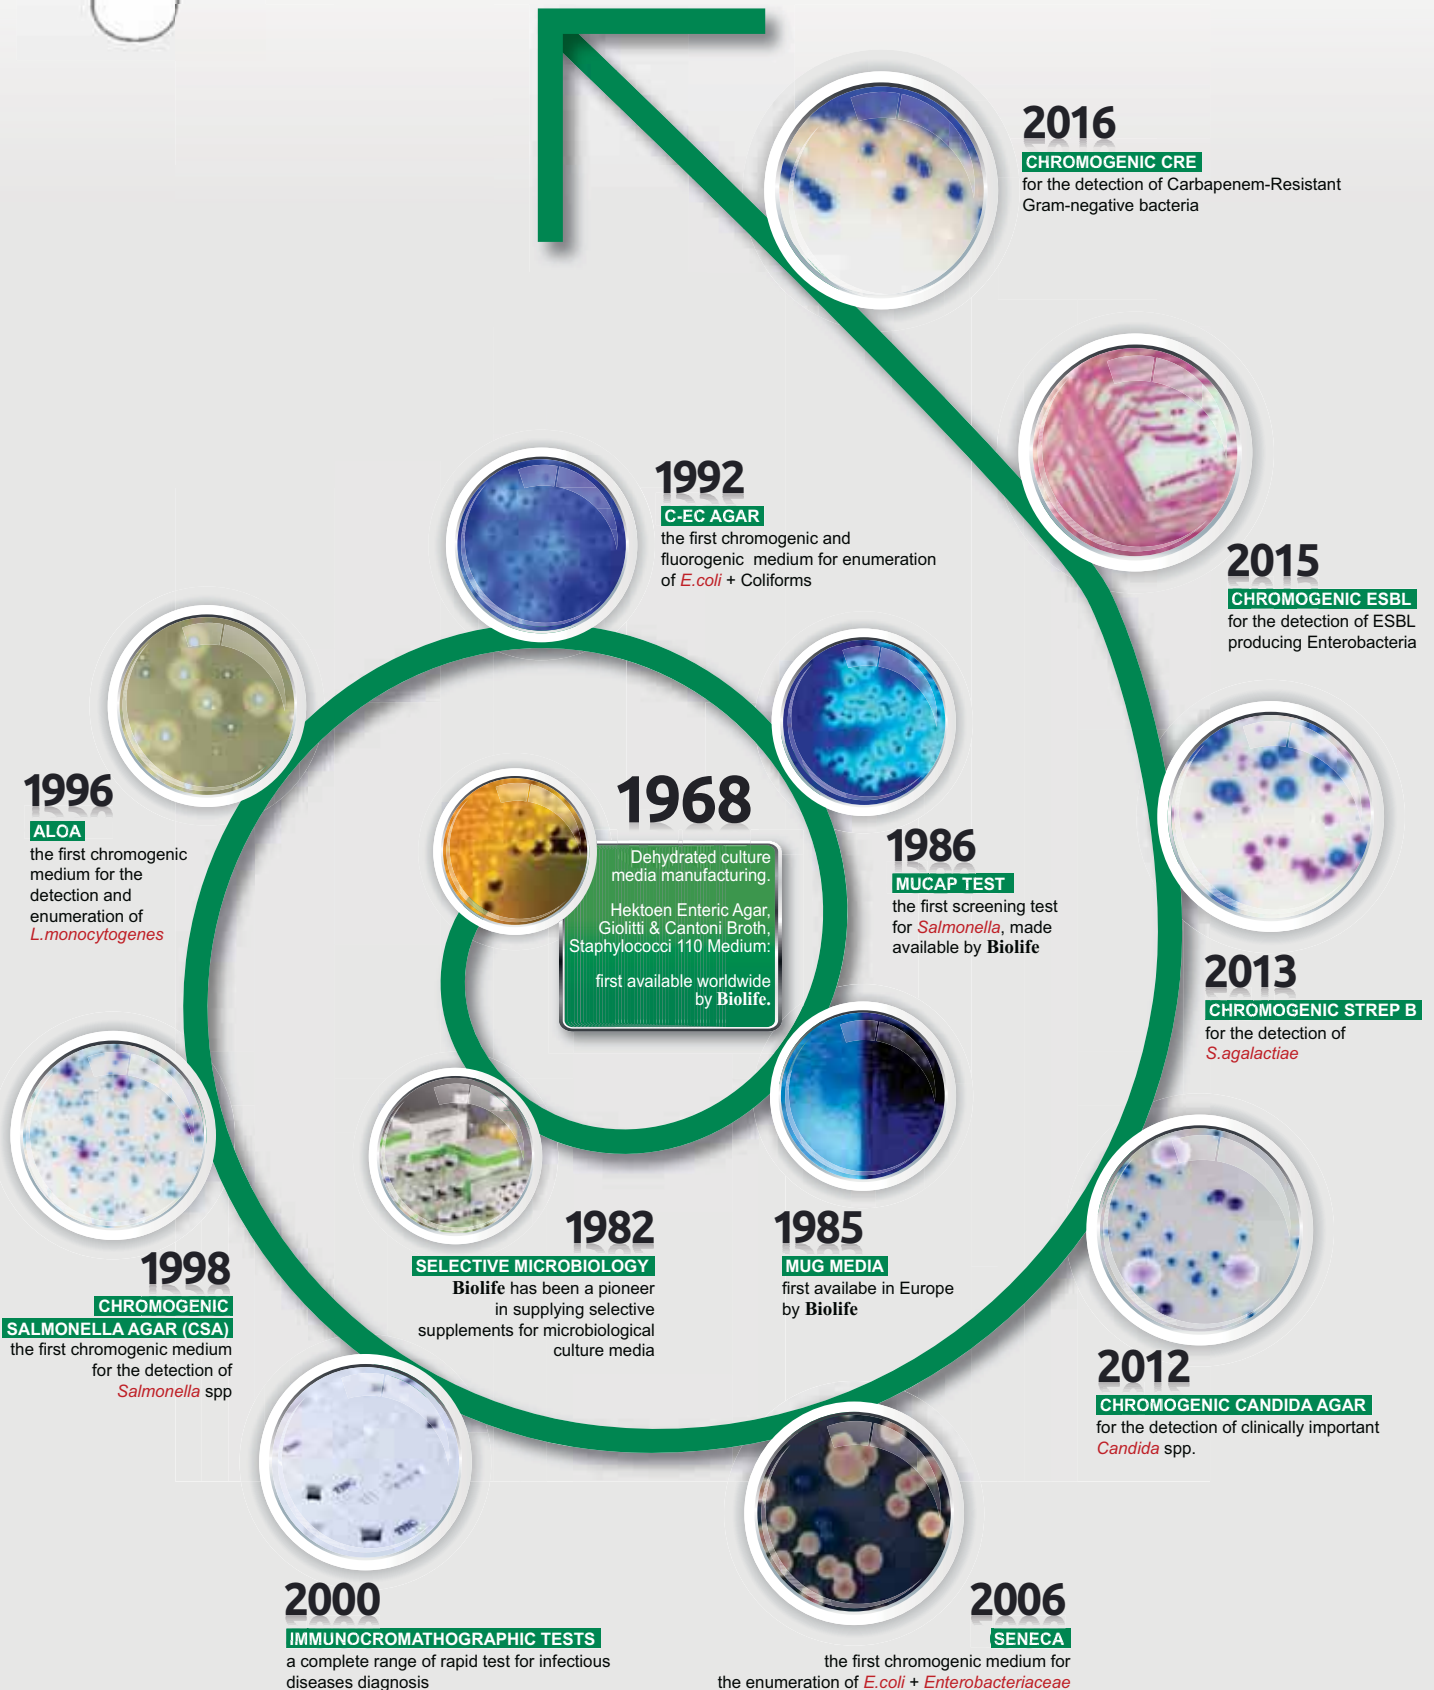 2016
CHROMOGENIC CRE
for the detection of Carbapenem-Resistant
Gram-negative bacteria
1992
C-EC AGAR
the first chromogenic and
fluorogenic medium for enumeration
of E.coli + Coliforms
2015
CHROMOGENIC ESBL
for the detection of ESBL
producing Enterobacteria
1996
ALOA
the first chromogenic
medium for the
detection and
enumeration of
L.monocytogenes
1968
Dehydrated culture
media manufacturing.
Hektoen Enteric Agar,
Giolitti & Cantoni Broth,
Staphylococci 110 Medium:
first available worldwide
by Biolife.
1986
MUCAP TEST
the first screening test
for Salmonella, made
available by Biolife
2013
CHROMOGENIC STREP B
for the detection of
S.agalactiae
1982
SELECTIVE MICROBIOLOGY
Biolife has been a pioneer
in supplying selective
supplements for microbiological
culture media
1985
MUG MEDIA
first availabe in Europe
by Biolife
1998
CHROMOGENIC
SALMONELLA AGAR (CSA)
the first chromogenic medium
for the detection of
Salmonella spp
2012
CHROMOGENIC CANDIDA AGAR
for the detection of clinically important
Candida spp.
2000
IMMUNOCROMATHOGRAPHIC TESTS
a complete range of rapid test for infectious
diseases diagnosis
2006
SENECA
the first chromogenic medium for
the enumeration of E.coli + Enterobacteriaceae